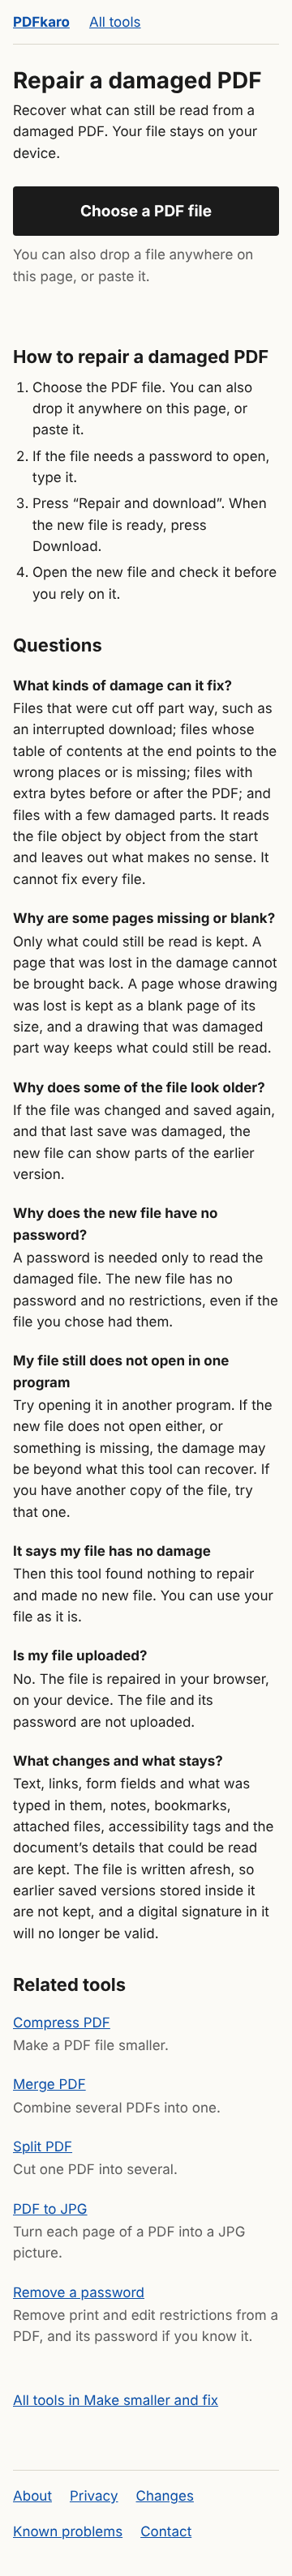 PDFkaro All tools
Repair a damaged PDF
Recover what can still be read from a
damaged PDF. Your file stays on your
device.
Choose a PDF file
You can also drop a file anywhere on
this page, or paste it.
How to repair a damaged PDF
1. Choose the PDF file. You can also
drop it anywhere on this page, or
paste it.
2. If the file needs a password to open,
type it.
3. Press “Repair and download”. When
the new file is ready, press
Download.
4. Open the new file and check it before
you rely on it.
Questions
What kinds of damage can it fix?
Files that were cut off part way, such as
an interrupted download; files whose
table of contents at the end points to the
wrong places or is missing; files with
extra bytes before or after the PDF; and
files with a few damaged parts. It reads
the file object by object from the start
and leaves out what makes no sense. It
cannot fix every file.
Why are some pages missing or blank?
Only what could still be read is kept. A
page that was lost in the damage cannot
be brought back. A page whose drawing
was lost is kept as a blank page of its
size, and a drawing that was damaged
part way keeps what could still be read.
Why does some of the file look older?
If the file was changed and saved again,
and that last save was damaged, the
new file can show parts of the earlier
version.
Why does the new file have no
password?
A password is needed only to read the
damaged file. The new file has no
password and no restrictions, even if the
file you chose had them.
My file still does not open in one
program
Try opening it in another program. If the
new file does not open either, or
something is missing, the damage may
be beyond what this tool can recover. If
you have another copy of the file, try
that one.
It says my file has no damage
Then this tool found nothing to repair
and made no new file. You can use your
file as it is.
Is my file uploaded?
No. The file is repaired in your browser,
on your device. The file and its
password are not uploaded.
What changes and what stays?
Text, links, form fields and what was
typed in them, notes, bookmarks,
attached files, accessibility tags and the
document’s details that could be read
are kept. The file is written afresh, so
earlier saved versions stored inside it
are not kept, and a digital signature in it
will no longer be valid.
Related tools
Compress PDF
Make a PDF file smaller.
Merge PDF
Combine several PDFs into one.
Split PDF
Cut one PDF into several.
PDF to JPG
Turn each page of a PDF into a JPG
picture.
Remove a password
Remove print and edit restrictions from a
PDF, and its password if you know it.
All tools in Make smaller and fix
About Privacy Changes
Known problems Contact